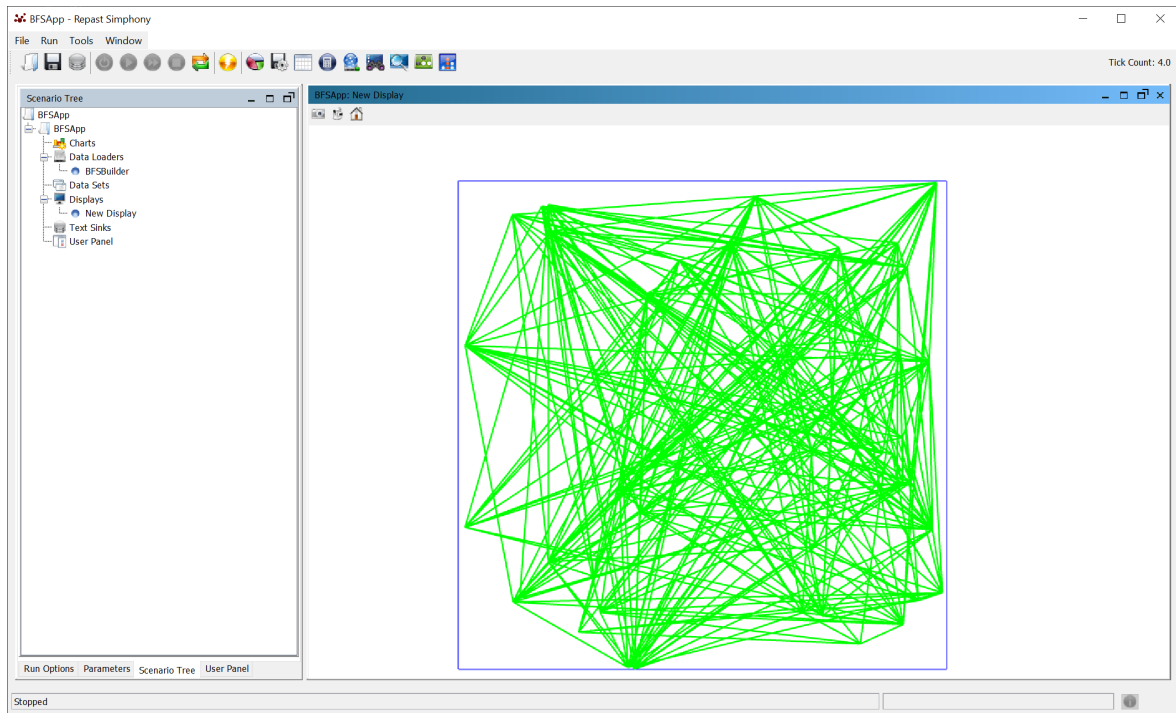 BFSApp - Repast Simphony
File Run Tools Window
Tick Count: 4.0
Scenario Tree
BFSApp
BFSApp
Charts
Data Loaders
BFSBuilder
Data Sets
Displays
New Display
Text Sinks
User Panel
Run Options Parameters Scenario Tree User Panel
BFSApp: New Display
Stopped